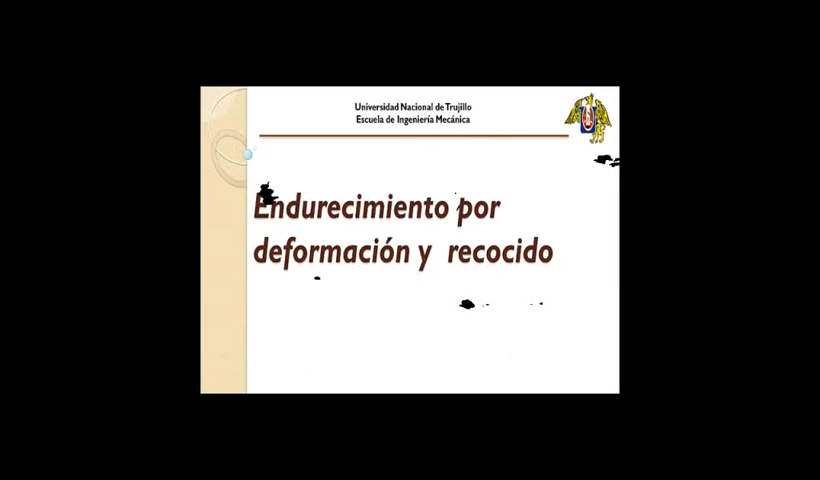 Universidad Nacional de Trujillo
Escuela de Ingeniería Mecánica
Endurecimiento por
deformación y recocido